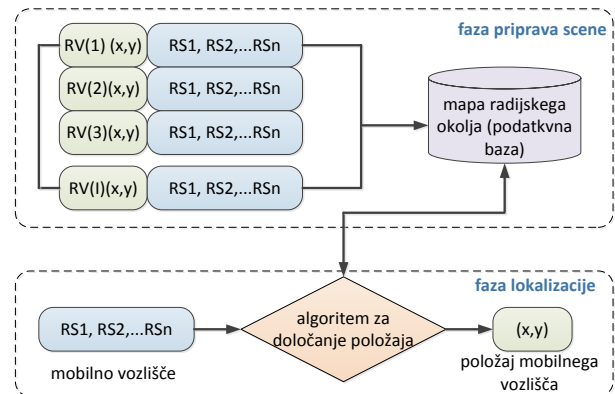 faza priprava scene
RV(1) (x,y) RS1, RS2,...RSn
RV(2)(x,y) RS1, RS2,...RSn
RV(3)(x,y) RS1, RS2,...RSn
RV(I)(x,y) RS1, RS2,...RSn
mapa radijskega
okolja (podatkvna
baza)
faza lokalizacije
RS1, RS2,...RSn
mobilno vozlišče
algoritem za
določanje položaja
(x,y)
položaj mobilnega
vozlišča